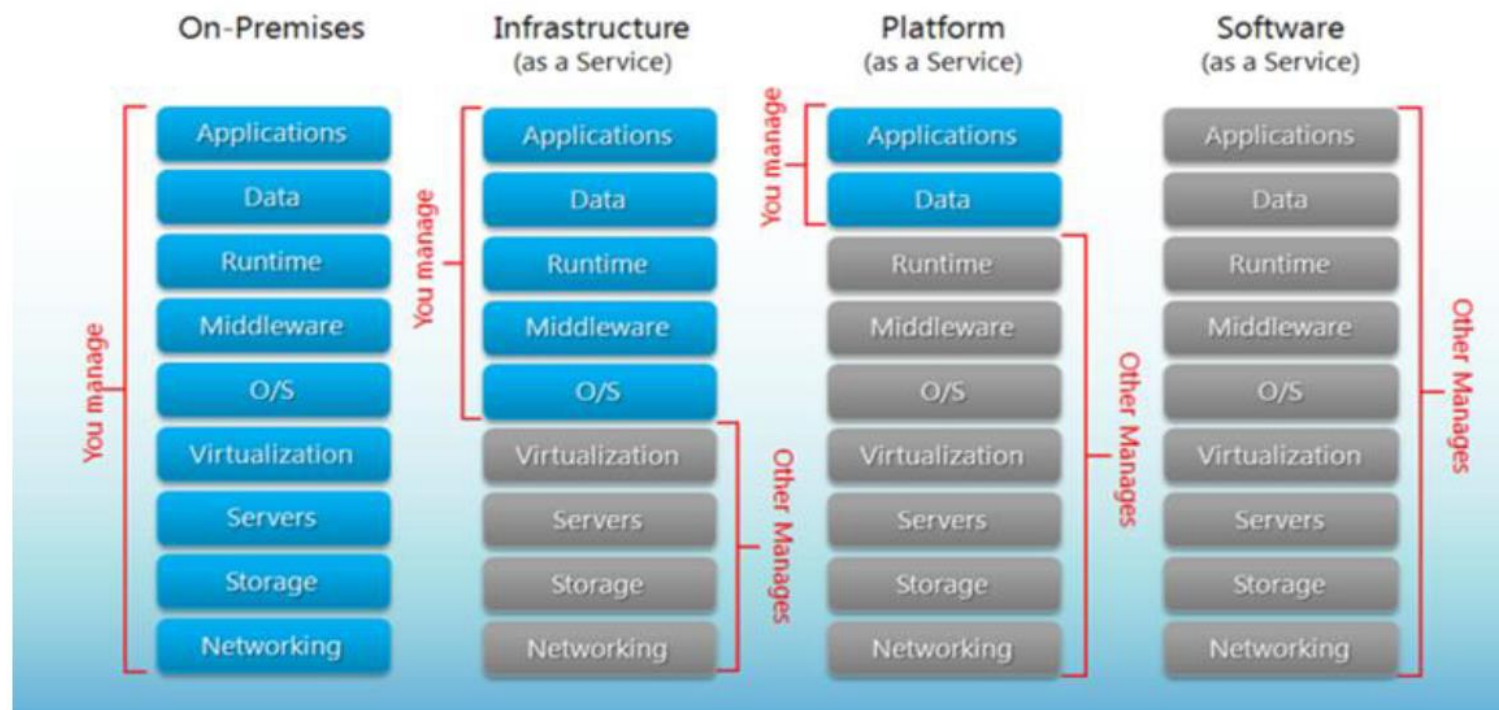 On-Premises
You manage
Applications
Data
Runtime
Middleware
O/S
Virtualization
Servers
Storage
Networking
Infrastructure
(as a Service)
You manage
Applications
Data
Runtime
Middleware
O/S
Virtualization
Servers
Storage
Networking
Other Manages
Platform
(as a Service)
You manage
Applications
Data
Runtime
Middleware
O/S
Virtualization
Servers
Storage
Networking
Other Manages
Software
(as a Service)
Applications
Data
Runtime
Middleware
O/S
Virtualization
Servers
Storage
Networking
Other Manages